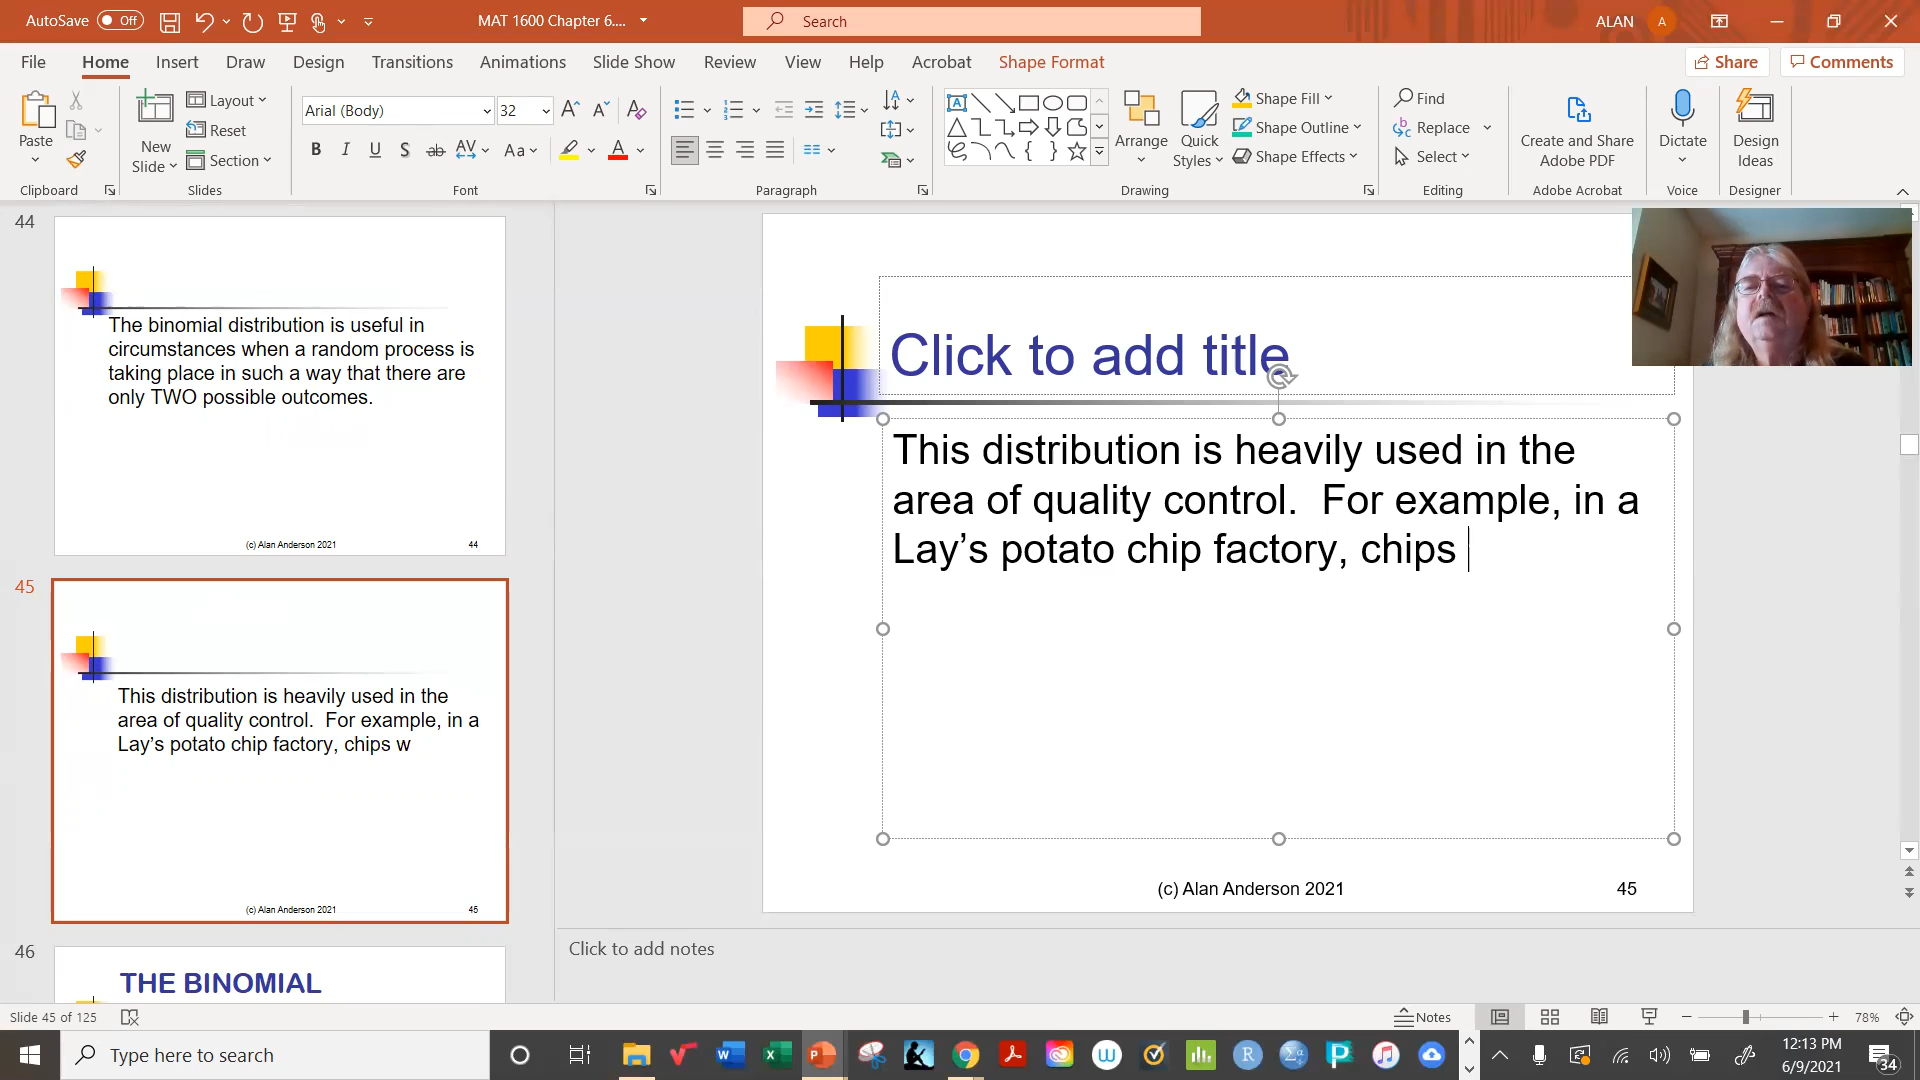 AutoSave Off MAT 1600 Chapter 6.... Search ALAN A
File Home Insert Draw Design Transitions Animations Slide Show Review View Help Acrobat Shape Format Share Comments
Paste
New Slide
Layout
Reset
Section
Arial (Body) 32
B I U S ab AV Aa A
Arrange
Quick Styles
Shape Fill
Shape Outline
Shape Effects
Find
Replace
Select
Create and Share Adobe PDF
Dictate
Design Ideas
Clipboard Slides Font Paragraph Drawing Editing Adobe Acrobat Voice Designer
44
The binomial distribution is useful in
circumstances when a random process is
taking place in such a way that there are
only TWO possible outcomes.
(c) Alan Anderson 2021 44
45
This distribution is heavily used in the
area of quality control. For example, in a
Lay’s potato chip factory, chips w
(c) Alan Anderson 2021 45
46
THE BINOMIAL
Click to add title
This distribution is heavily used in the
area of quality control. For example, in a
Lay’s potato chip factory, chips
(c) Alan Anderson 2021 45
Click to add notes
Slide 45 of 125 Notes 78%
Type here to search
12:13 PM
6/9/2021
34